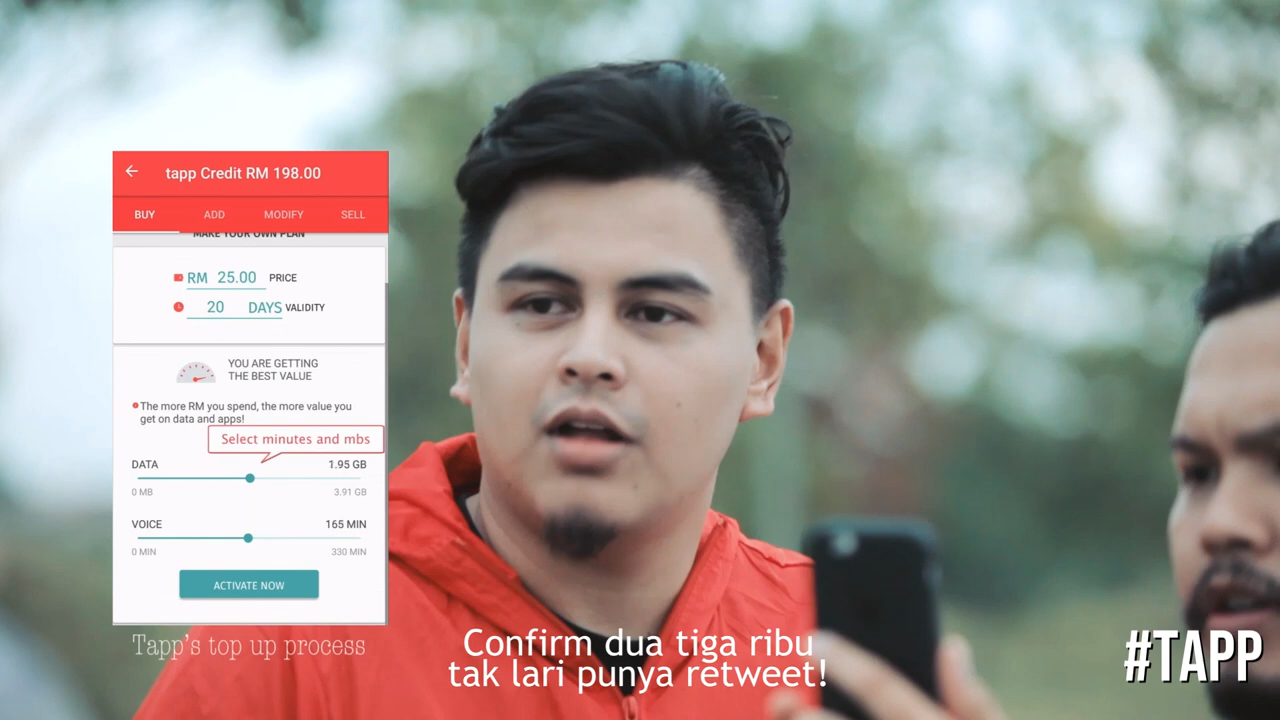 tapp Credit RM 198.00
BUY ADD MODIFY SELL
MAKE YOUR OWN PLAN
RM 25.00 PRICE
20 DAYS VALIDITY
YOU ARE GETTING
THE BEST VALUE
The more RM you spend, the more value you
get on data and apps!
Select minutes and mbs
DATA 1.95 GB
0 MB 3.91 GB
VOICE 165 MIN
0 MIN 330 MIN
ACTIVATE NOW
Tapp's top up process
Confirm dua tiga ribu
tak lari punya retweet!
#TAPP